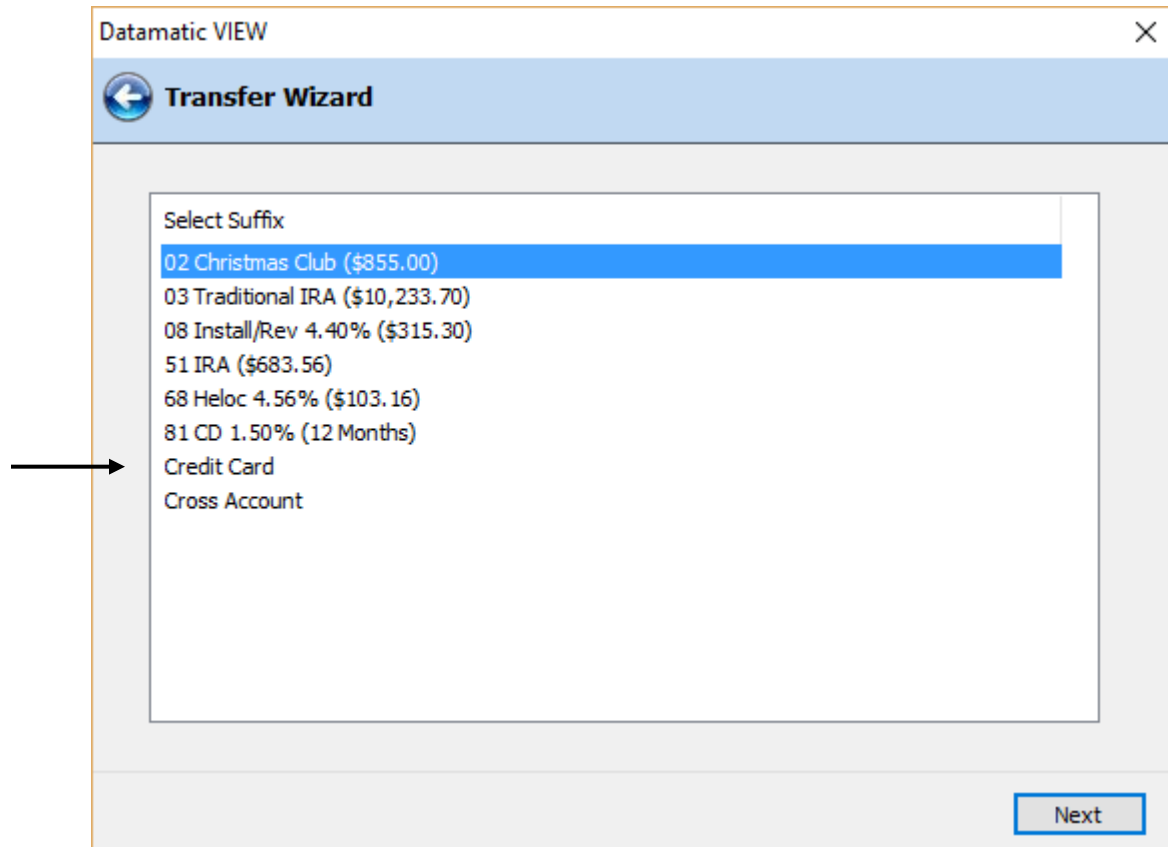 Datamatic VIEW
Transfer Wizard
Select Suffix
02 Christmas Club ($855.00)
03 Traditional IRA ($10,233.70)
08 Install/Rev 4.40% ($315.30)
51 IRA ($683.56)
68 Heloc 4.56% ($103.16)
81 CD 1.50% (12 Months)
Credit Card
Cross Account
Next